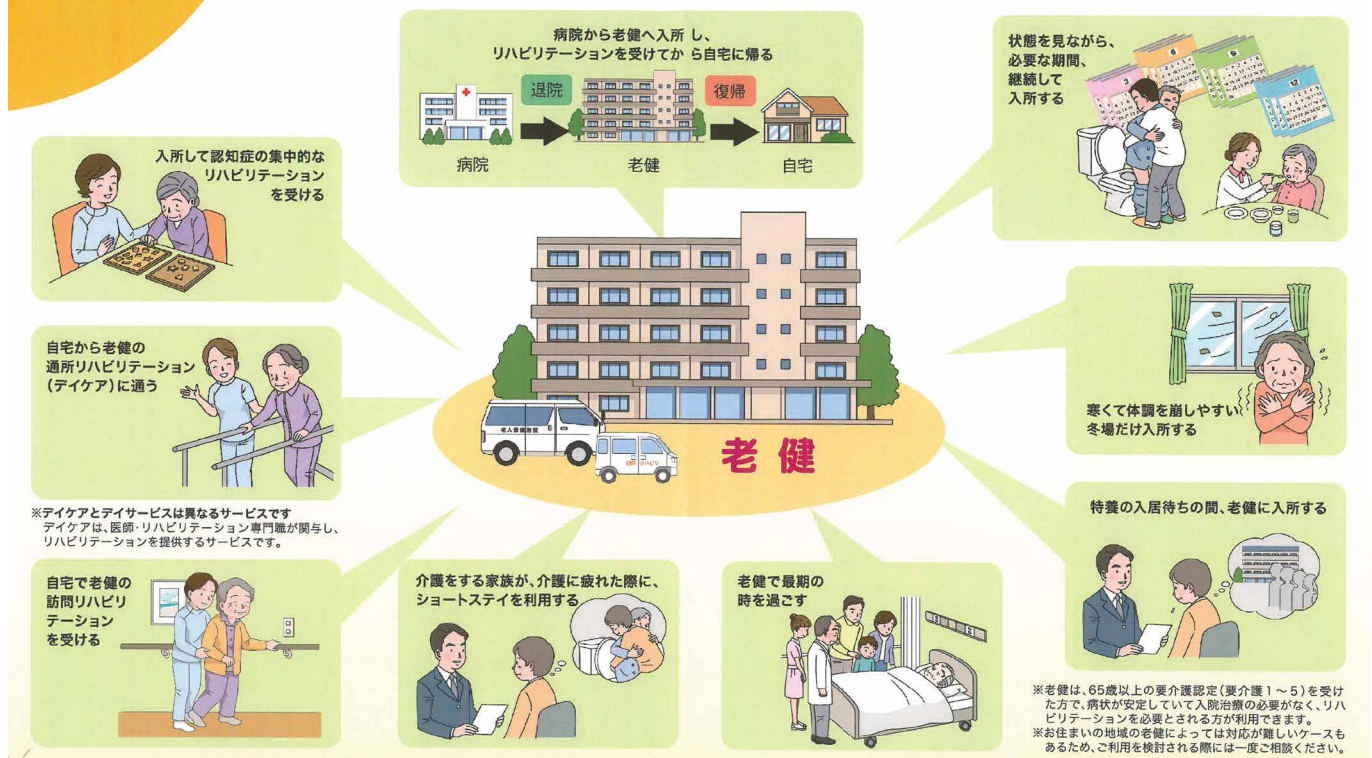 病院から老健へ入所 し、
リハビリテーションを受けてか ら自宅に帰る
退院
復帰
病院
老健
自宅
状態を見ながら、
必要な期間、
継続して
入所する
3
6
9
12
入所して認知症の集中的な
リハビリテーション
を受ける
自宅から老健の
通所リハビリテーション
(デイケア)に通う
※デイケアとデイサービスは異なるサービスです
デイケアは、医師・リハビリテーション専門職が関与し、
リハビリテーションを提供するサービスです。
老人保健施設
リハビリ
老健
寒くて体調を崩しやすい
冬場だけ入所する
自宅で老健の
訪問リハビリ
テーション
を受ける
介護をする家族が、介護に疲れた際に、
ショートステイを利用する
老健で最期の
時を過ごす
特養の入居待ちの間、老健に入所する
※老健は、65歳以上の要介護認定(要介護1~5)を受け
た方で、病状が安定していて入院治療の必要がなく、リハ
ビリテーションを必要とされる方が利用できます。
※お住まいの地域の老健によっては対応が難しいケースも
あるため、ご利用を検討される際には一度ご相談ください。